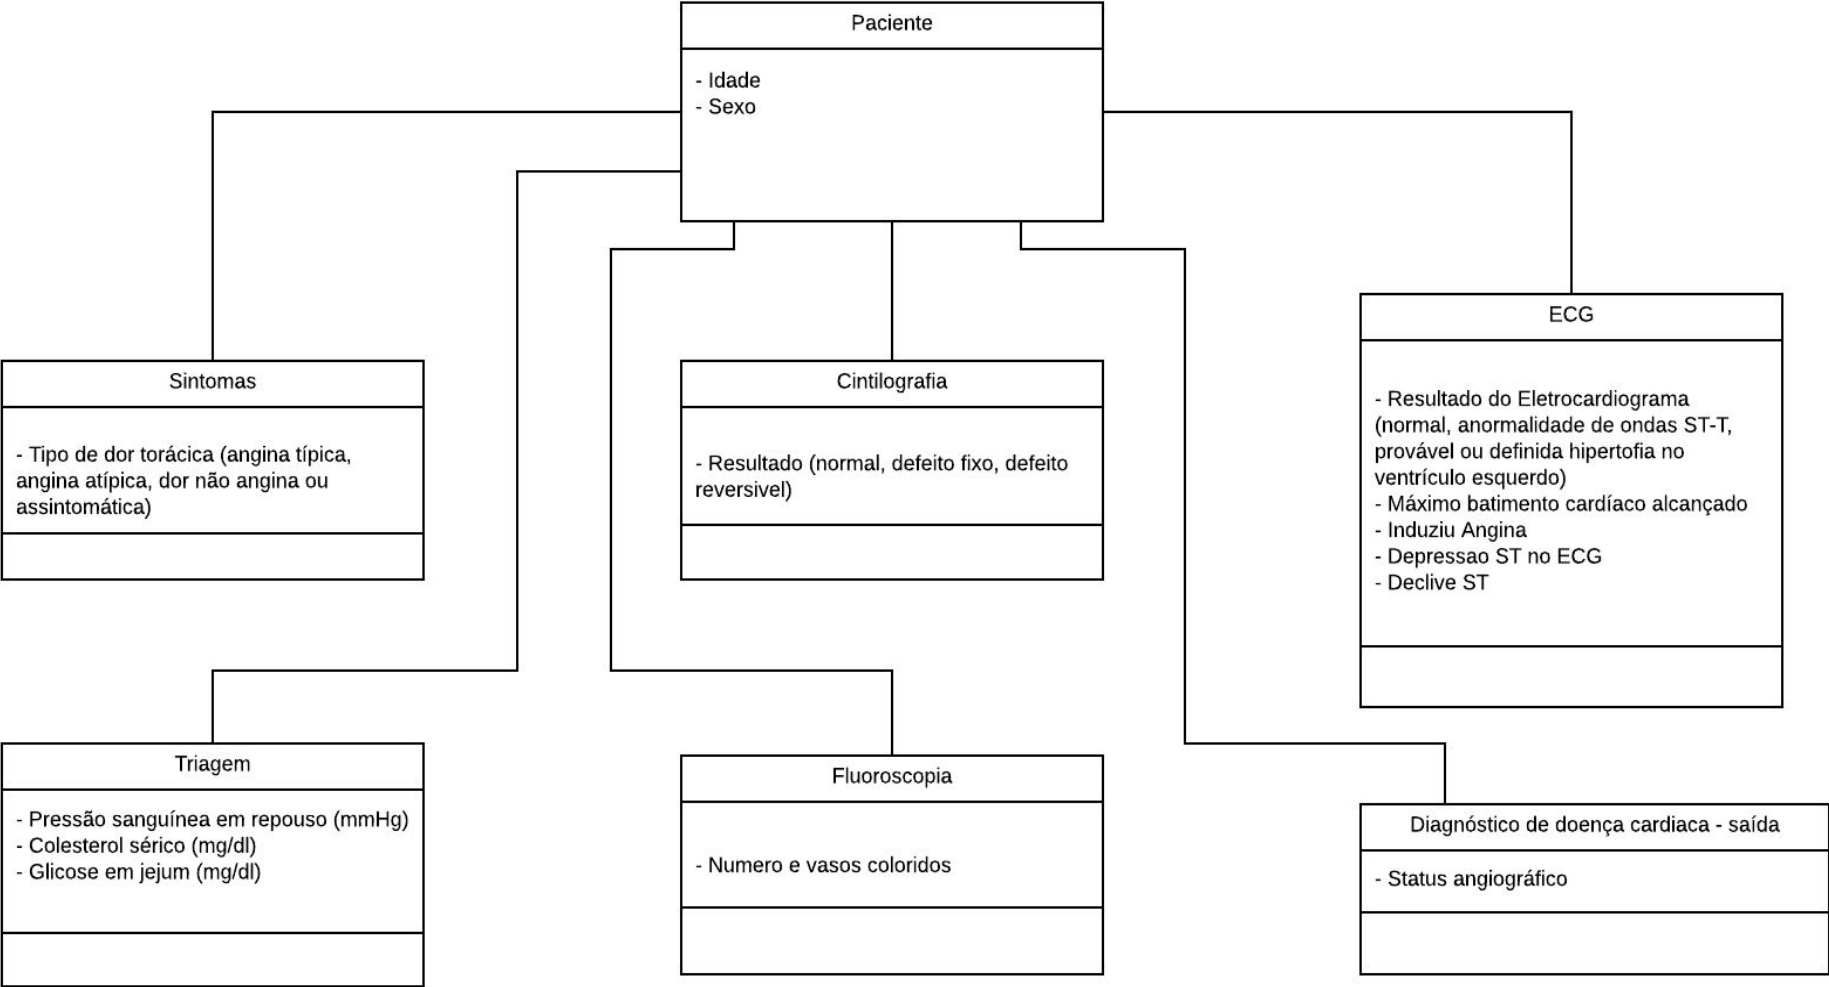 Paciente
- Idade
- Sexo
ECG
- Resultado do Eletrocardiograma
(normal, anormalidade de ondas ST-T,
provável ou definida hipertofia no
ventrículo esquerdo)
- Máximo batimento cardíaco alcançado
- Induziu Angina
- Depressao ST no ECG
- Declive ST
Sintomas
- Tipo de dor torácica (angina típica,
angina atípica, dor não angina ou
assintomática)
Cintilografia
- Resultado (normal, defeito fixo, defeito
reversivel)
Triagem
- Pressão sanguínea em repouso (mmHg)
- Colesterol sérico (mg/dl)
- Glicose em jejum (mg/dl)
Fluoroscopia
- Numero e vasos coloridos
Diagnóstico de doença cardiaca - saída
- Status angiográfico